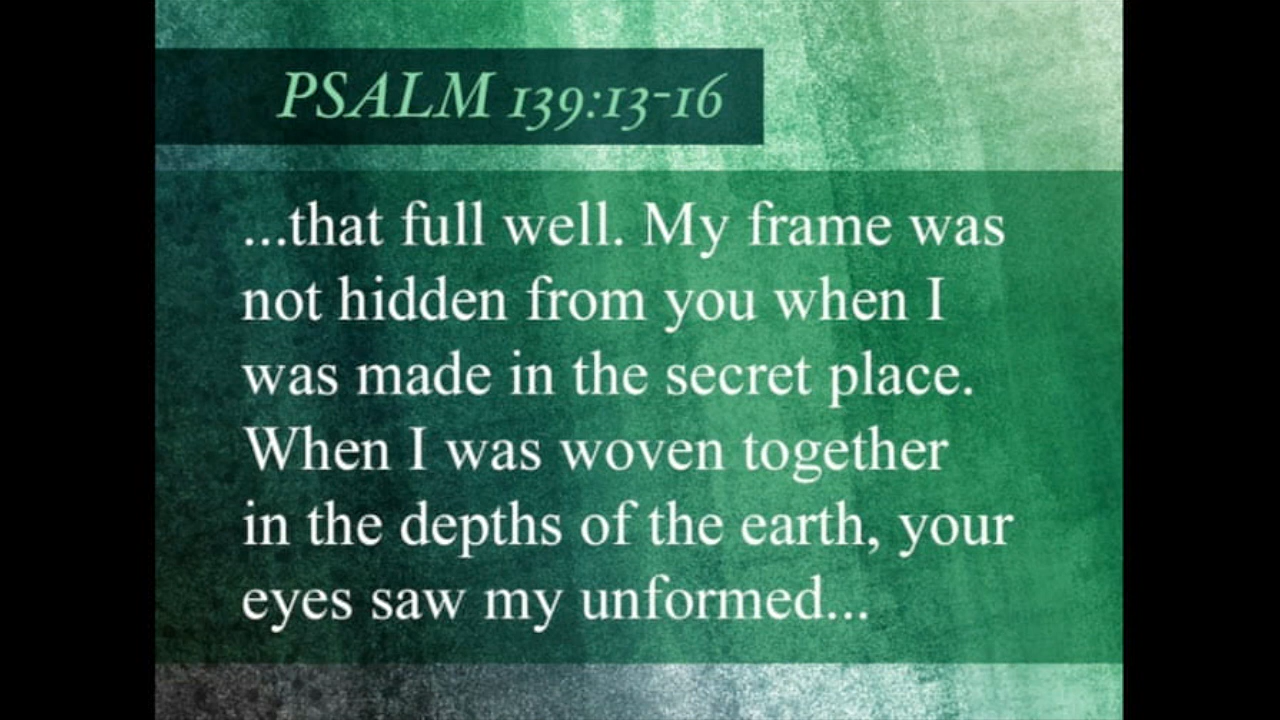 PSALM 139:13-16
...that full well. My frame was
not hidden from you when I
was made in the secret place.
When I was woven together
in the depths of the earth, your
eyes saw my unformed...